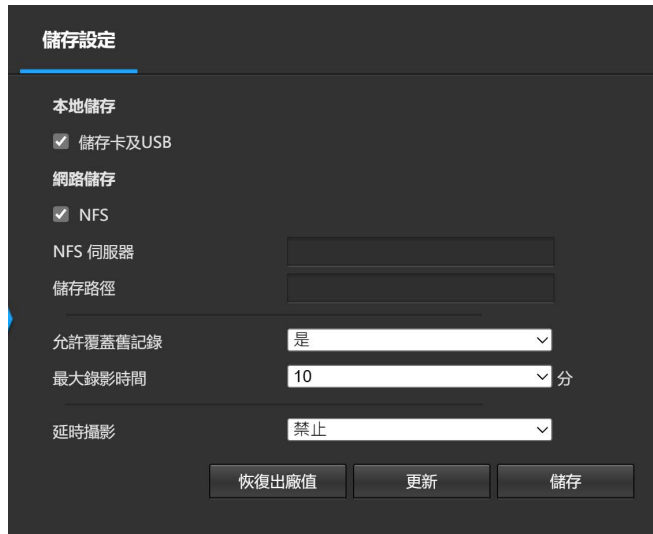 儲存設定
本地儲存
儲存卡及USB
網路儲存
NFS
NFS 伺服器
儲存路徑
允許覆蓋舊記錄 是
最大錄影時間 10 分
延時攝影 禁止
恢復出廠值 更新 儲存